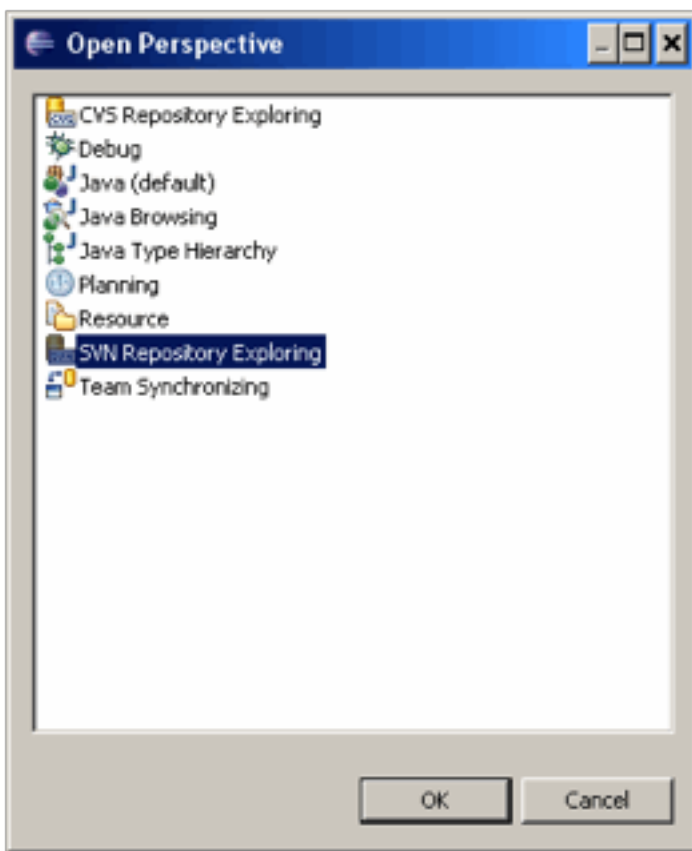 Open Perspective
CVS Repository Exploring
Debug
Java (default)
Java Browsing
Java Type Hierarchy
Planning
Resource
SVN Repository Exploring
Team Synchronizing
OK
Cancel